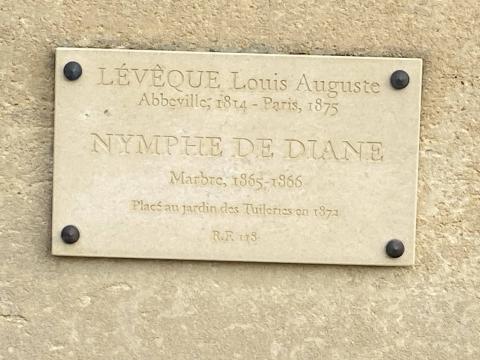 LÉVÊQUE Louis Auguste
Abbeville, 1814 - Paris, 1875
NYMPHE DE DIANE
Marbre, 1865-1866
Placé au jardin des Tuileries en 1872
R.F. 118